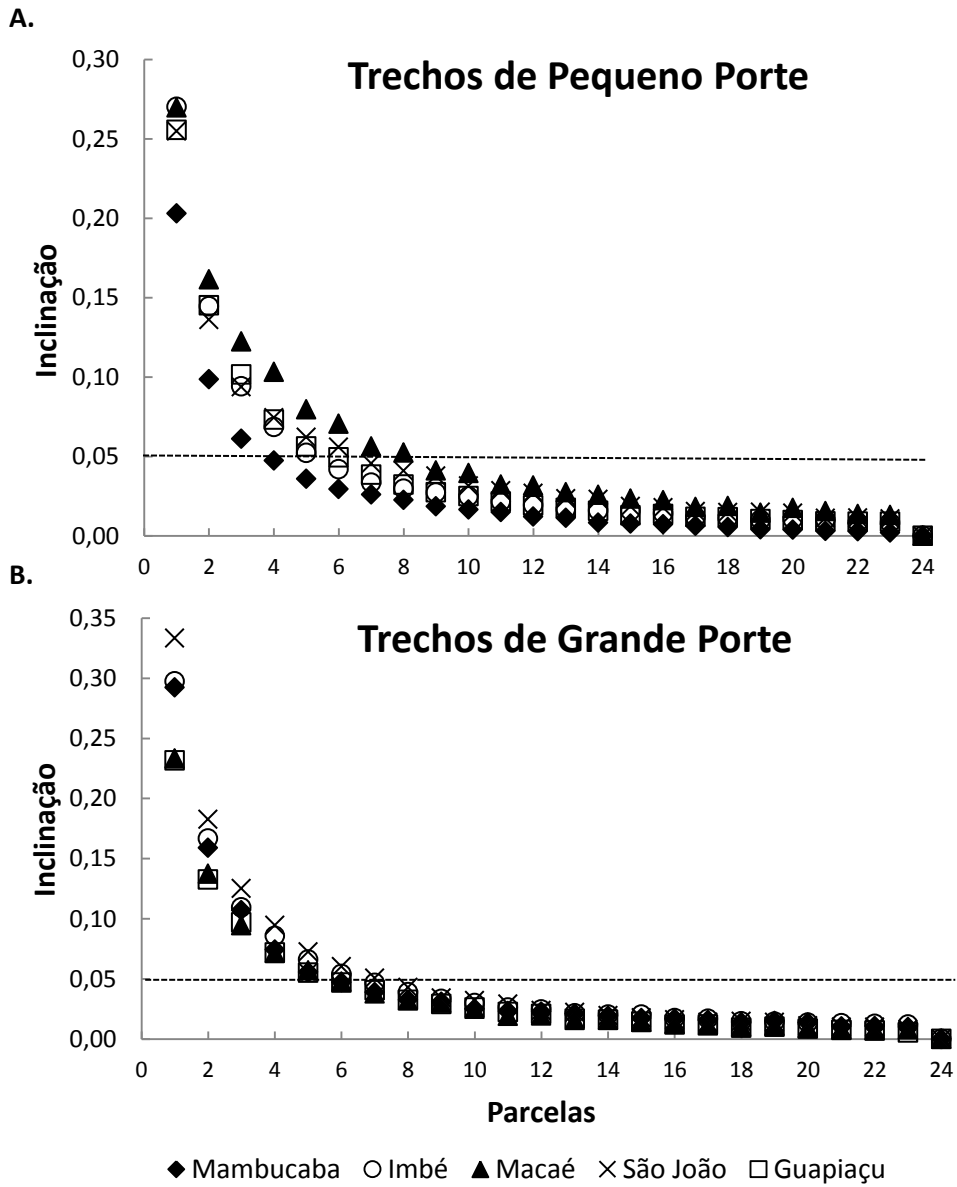 A.
Trechos de Pequeno Porte
0,30
0,25
0,20
0,15
0,10
0,05
0,00
Inclinação
0 2 4 6 8 10 12 14 16 18 20 22 24
B.
Trechos de Grande Porte
0,35
0,30
0,25
0,20
0,15
0,10
0,05
0,00
Inclinação
0 2 4 6 8 10 12 14 16 18 20 22 24
Parcelas
Mambucaba Imbé Macaé São João Guapiaçu